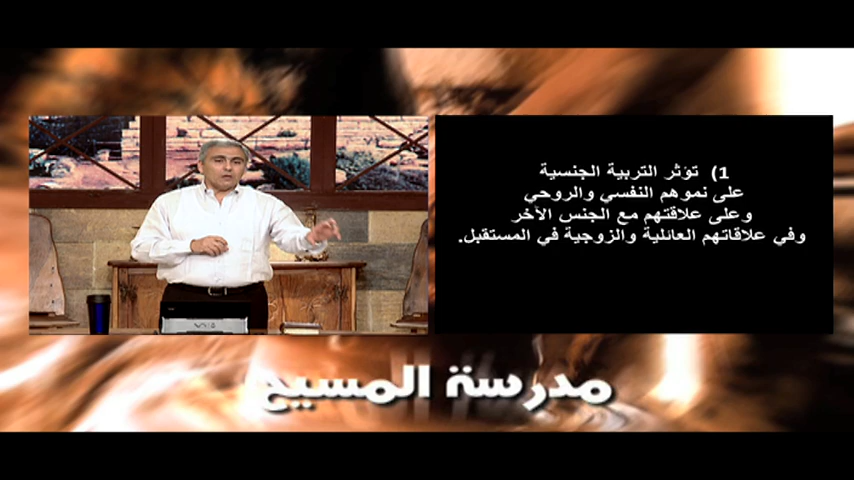 1) تؤثر التربية الجنسية
على نموهم النفسي والروحي
وعلى علاقتهم مع الجنس الآخر
وفي علاقاتهم العائلية والزوجية في المستقبل.
VAIO
مدرسة المسيح